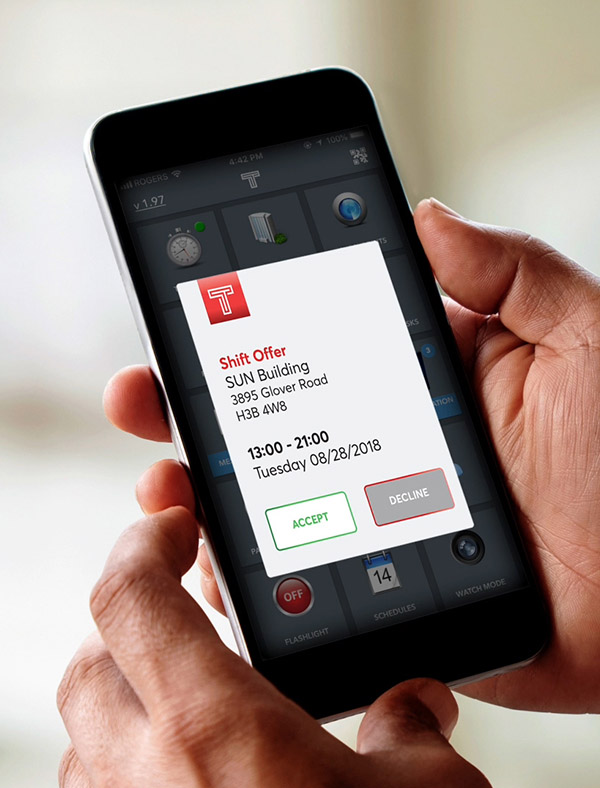 ROGERS
4:42 PM
100%
v 1.97
T
T
Shift Offer
SUN Building
3895 Glover Road
H3B 4W8
13:00 - 21:00
Tuesday 08/28/2018
ACCEPT
DECLINE
3
OFF
14
FLASHLIGHT
SCHEDULES
WATCH MODE